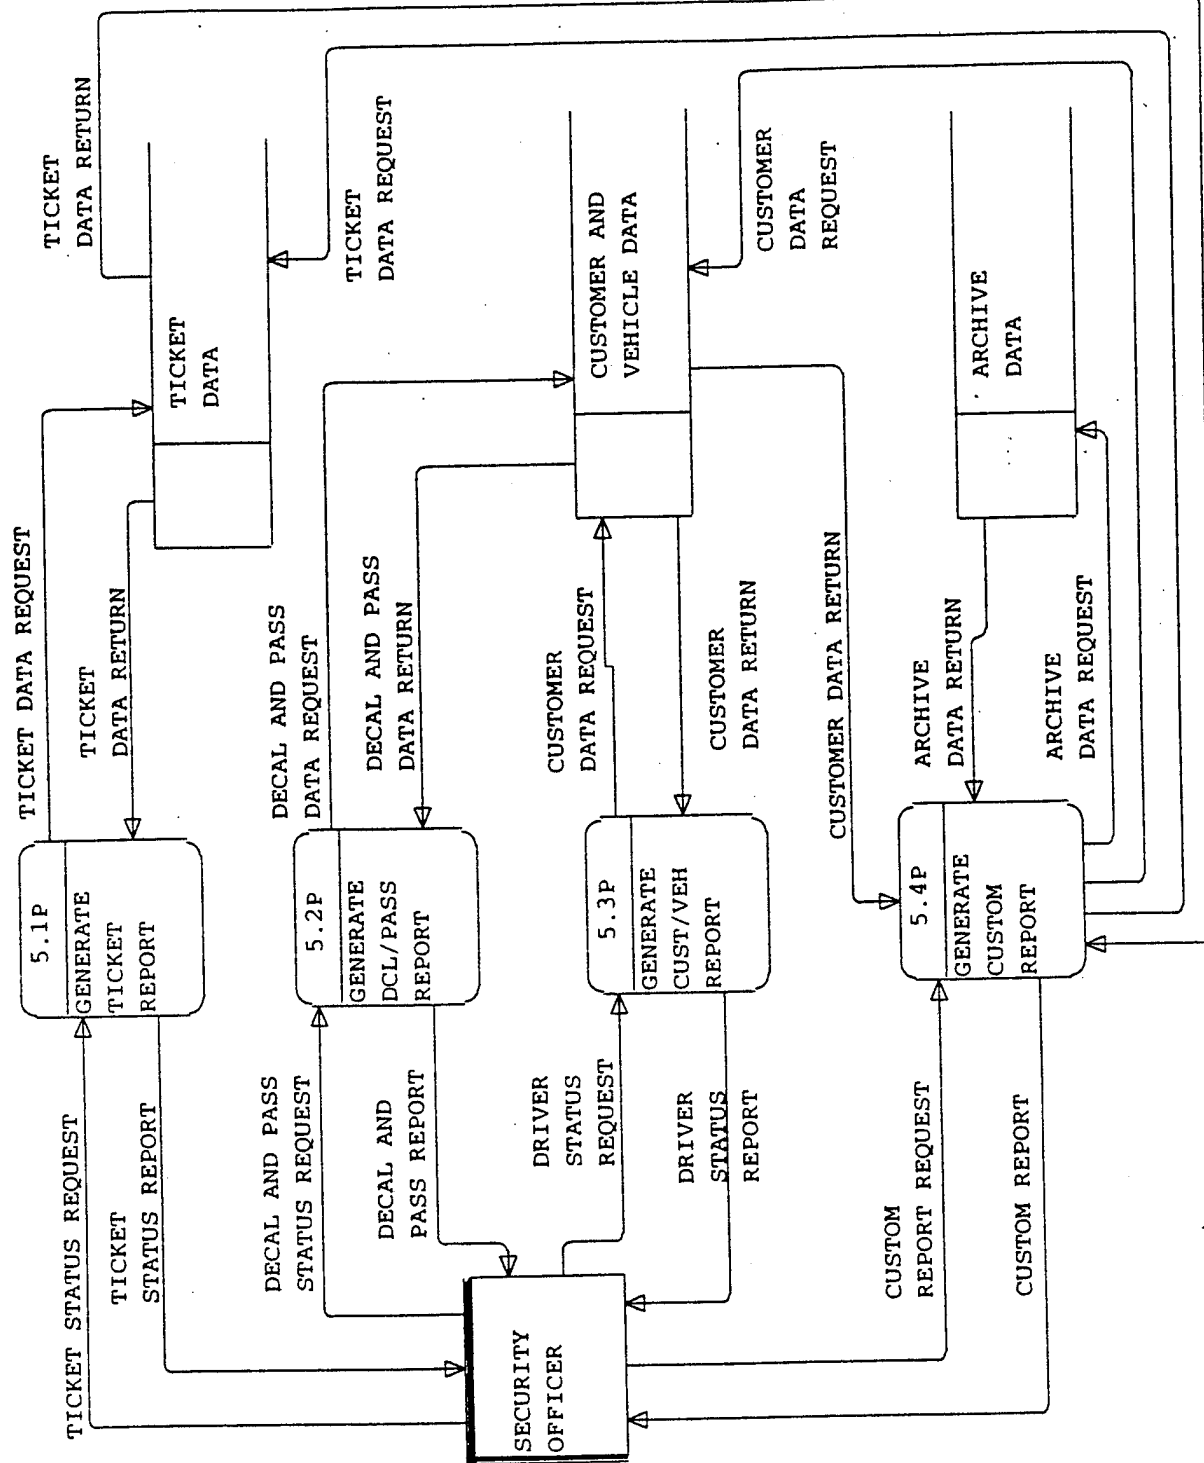 TICKET STATUS REQUEST
TICKET
STATUS REPORT
5.1P
GENERATE
TICKET
REPORT
TICKET DATA REQUEST
TICKET
DATA RETURN
TICKET
DATA
TICKET
DATA RETURN
TICKET
DATA REQUEST
DECAL AND PASS
STATUS REQUEST
DECAL AND
PASS REPORT
5.2P
GENERATE
DCL/PASS
REPORT
DECAL AND PASS
DATA REQUEST
DECAL AND PASS
DATA RETURN
SECURITY
OFFICER
DRIVER
STATUS
REQUEST
DRIVER
STATUS
REPORT
5.3P
GENERATE
CUST/VEH
REPORT
CUSTOMER
DATA REQUEST
CUSTOMER
DATA RETURN
CUSTOMER AND
VEHICLE DATA
CUSTOMER
DATA
REQUEST
CUSTOMER DATA RETURN
CUSTOM
REPORT REQUEST
CUSTOM REPORT
5.4P
GENERATE
CUSTOM
REPORT
ARCHIVE
DATA RETURN
ARCHIVE
DATA REQUEST
ARCHIVE
DATA